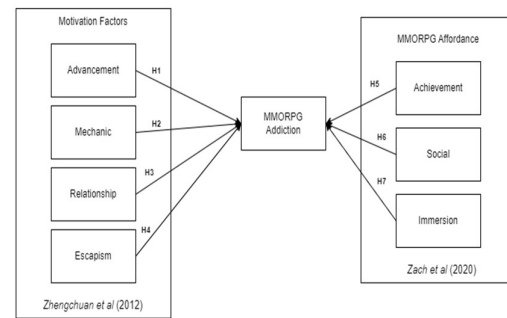 Motivation Factors
Advancement
Mechanic
Relationship
Escapism
Zhengchuan et al (2012)
H1
H2
H3
H4
MMORPG
Addiction
H5
H6
H7
MMORPG Affordance
Achievement
Social
Immersion
Zach et al (2020)